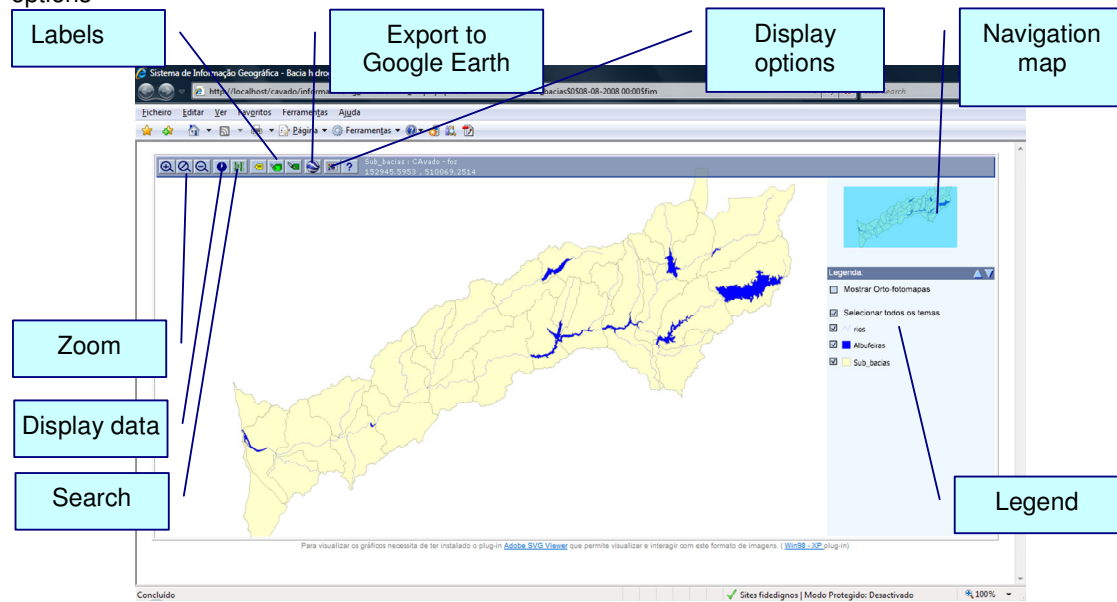 options
Labels
Export to
Google Earth
Display
options
Navigation
map
Sistema de Informação Geográfica - Bacia hidrog
http://localhost/cavado/informa
bacias$0$08-08-2008 00:00$fim
Search
Ficheiro Editar Ver Favoritos Ferramentas Ajuda
Página Ferramentas
Sub_bacias : CAvado - foz
152945.5953 , 510069.2514
Legenda:
Mostrar Orto-fotomapas
Selecionar todos os temas
rios
Albufeiras
Sub_bacias
Zoom
Display data
Search
Legend
Para visualizar os gráficos necessita de ter instalado o plug-in Adobe SVG Viewer que permite visualizar e interagir com este formato de imagens. ( Win98 - XP plug-in)
Concluído
Sites fidedignos | Modo Protegido: Desactivado
100%